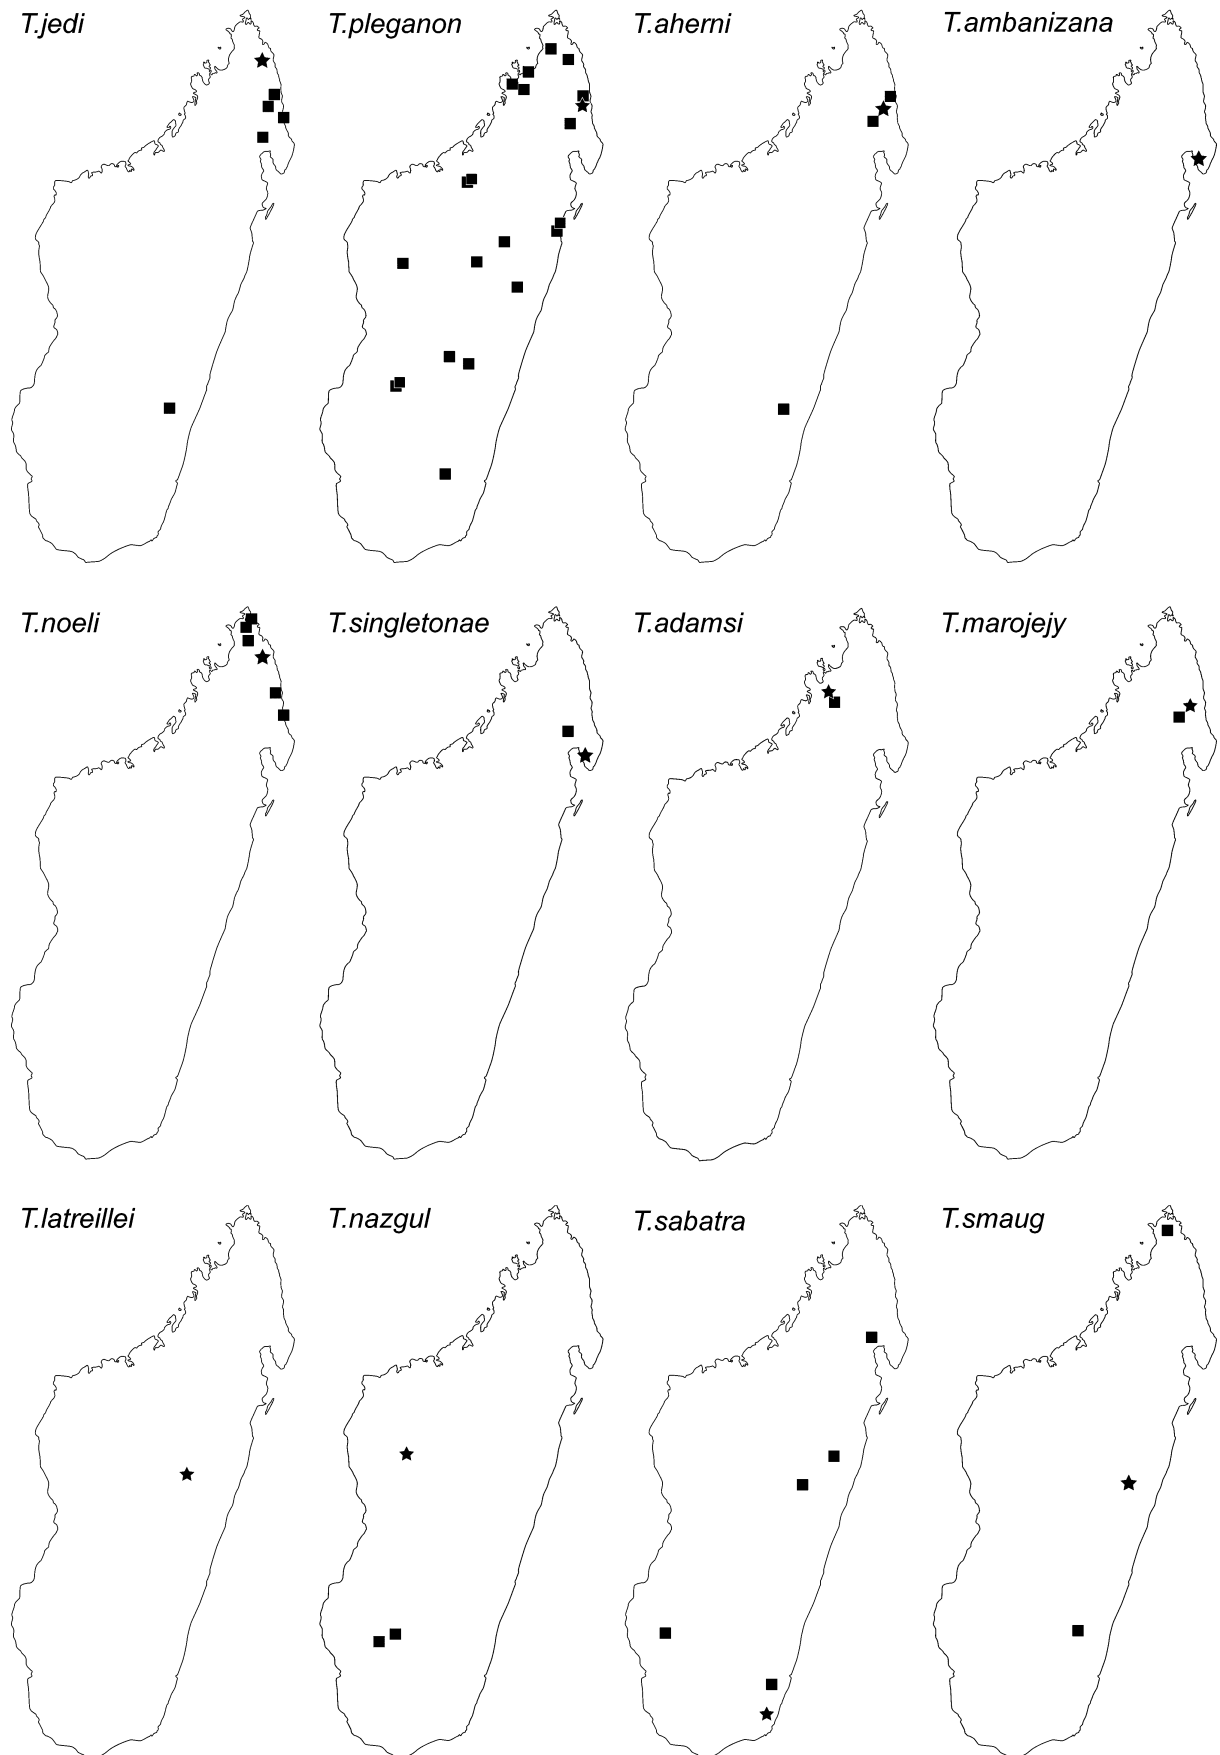 T.jedi
T.pleganon
T.aherni
T.ambanizana
T.noeli
T.singletonae
T.adamsi
T.marojejy
T.latreillei
T.nazgul
T.sabatra
T.smaug